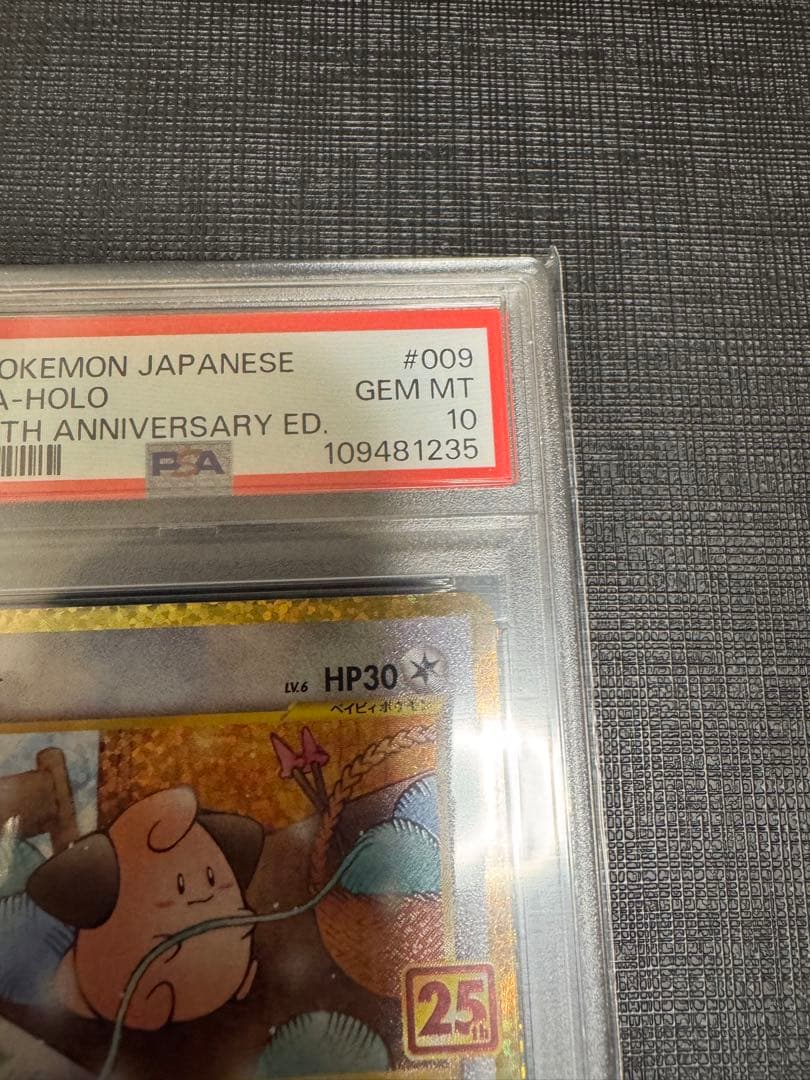 OKEMON JAPANESE #009
A-HOLO GEM MT
TH ANNIVERSARY ED. 10
PSA 109481235
LV.6 HP30
ベイビィポケモン
25th